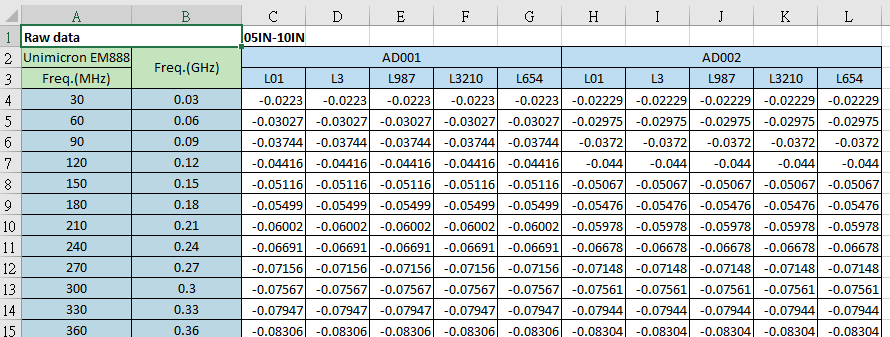 A B C D E F G H I J K L
1 Raw data 05IN-10IN
2 Unimicron EM888 Freq.(GHz) AD001 AD002
3 Freq.(MHz) L01 L3 L987 L3210 L654 L01 L3 L987 L3210 L654
4 30 0.03 -0.0223 -0.0223 -0.0223 -0.0223 -0.0223 -0.02229 -0.02229 -0.02229 -0.02229 -0.02229
5 60 0.06 -0.03027 -0.03027 -0.03027 -0.03027 -0.03027 -0.02975 -0.02975 -0.02975 -0.02975 -0.02975
6 90 0.09 -0.03744 -0.03744 -0.03744 -0.03744 -0.03744 -0.0372 -0.0372 -0.0372 -0.0372 -0.0372
7 120 0.12 -0.04416 -0.04416 -0.04416 -0.04416 -0.04416 -0.044 -0.044 -0.044 -0.044 -0.044
8 150 0.15 -0.05116 -0.05116 -0.05116 -0.05116 -0.05116 -0.05067 -0.05067 -0.05067 -0.05067 -0.05067
9 180 0.18 -0.05499 -0.05499 -0.05499 -0.05499 -0.05499 -0.05476 -0.05476 -0.05476 -0.05476 -0.05476
10 210 0.21 -0.06002 -0.06002 -0.06002 -0.06002 -0.06002 -0.05978 -0.05978 -0.05978 -0.05978 -0.05978
11 240 0.24 -0.06691 -0.06691 -0.06691 -0.06691 -0.06691 -0.06678 -0.06678 -0.06678 -0.06678 -0.06678
12 270 0.27 -0.07156 -0.07156 -0.07156 -0.07156 -0.07156 -0.07148 -0.07148 -0.07148 -0.07148 -0.07148
13 300 0.3 -0.07567 -0.07567 -0.07567 -0.07567 -0.07567 -0.07561 -0.07561 -0.07561 -0.07561 -0.07561
14 330 0.33 -0.07947 -0.07947 -0.07947 -0.07947 -0.07947 -0.07944 -0.07944 -0.07944 -0.07944 -0.07944
15 360 0.36 -0.08306 -0.08306 -0.08306 -0.08306 -0.08306 -0.08304 -0.08304 -0.08304 -0.08304 -0.08304